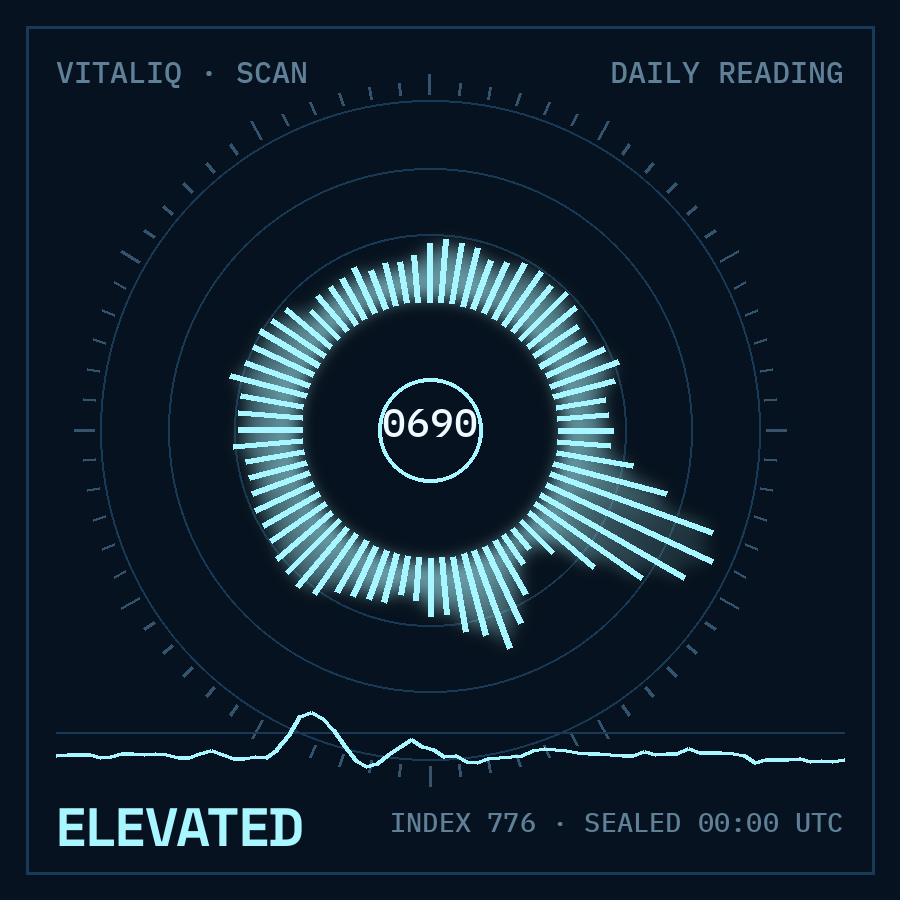 VITALIQ · SCAN
DAILY READING
0690
ELEVATED
INDEX 776 · SEALED 00:00 UTC